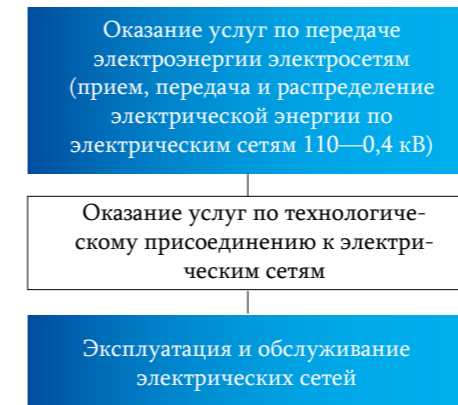 Оказание услуг по передаче
электроэнергии электросетям
(прием, передача и распределение
электрической энергии по
электрическим сетям 110—0,4 кВ)
Оказание услуг по технологиче-
скому присоединению к электри-
ческим сетям
Эксплуатация и обслуживание
электрических сетей